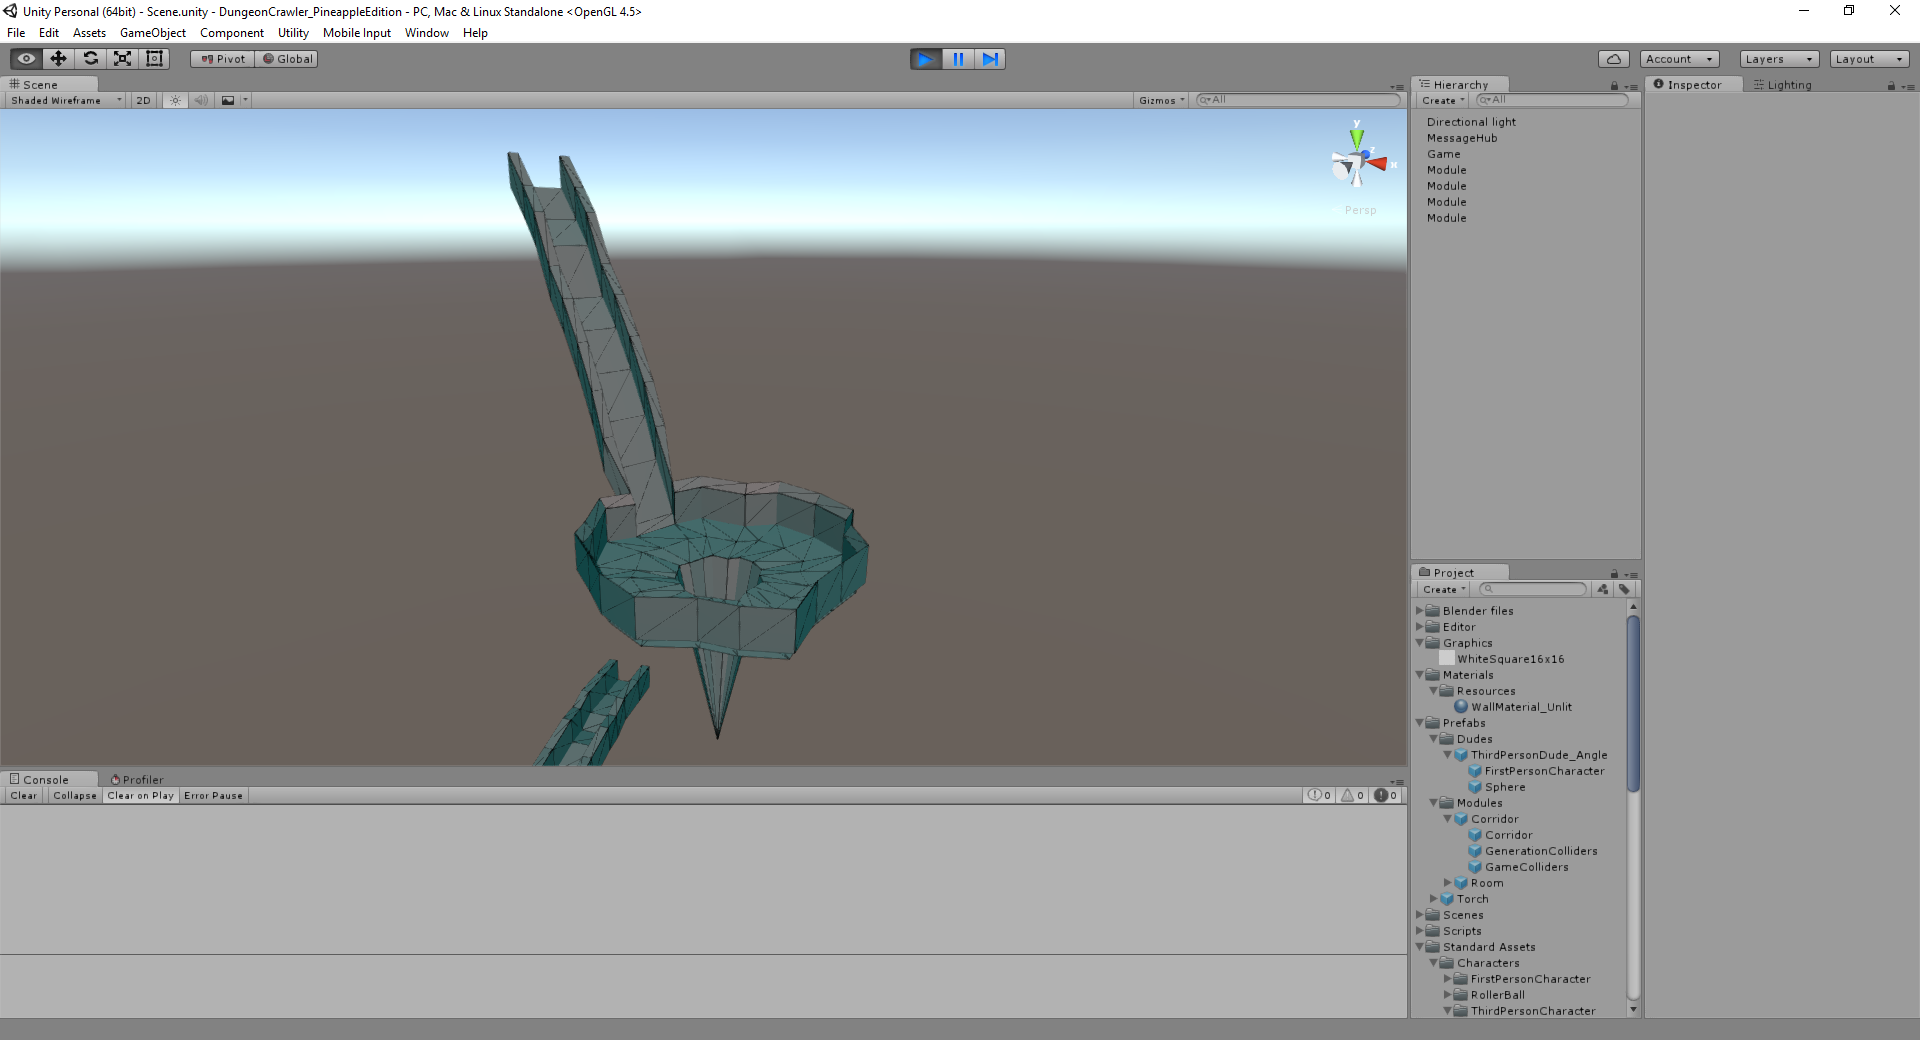 Unity Personal (64bit) - Scene.unity - DungeonCrawler_PineappleEdition - PC, Mac & Linux Standalone <OpenGL 4.5>
File Edit Assets GameObject Component Utility Mobile Input Window Help
Pivot Global Account Layers Layout
Scene
Shaded Wireframe 2D Gizmos All
y
z
x
Persp
Hierarchy
Create All
Directional light
MessageHub
Game
Module
Module
Module
Module
Inspector Lighting
Project
Create
Blender files
Editor
Graphics
WhiteSquare16x16
Materials
Resources
WallMaterial_Unlit
Prefabs
Dudes
ThirdPersonDude_Angle
FirstPersonCharacter
Sphere
Modules
Corridor
Corridor
GenerationColliders
GameColliders
Room
Torch
Scenes
Scripts
Standard Assets
Characters
FirstPersonCharacter
RollerBall
ThirdPersonCharacter
Console Profiler
Clear Collapse Clear on Play Error Pause 0 0 0